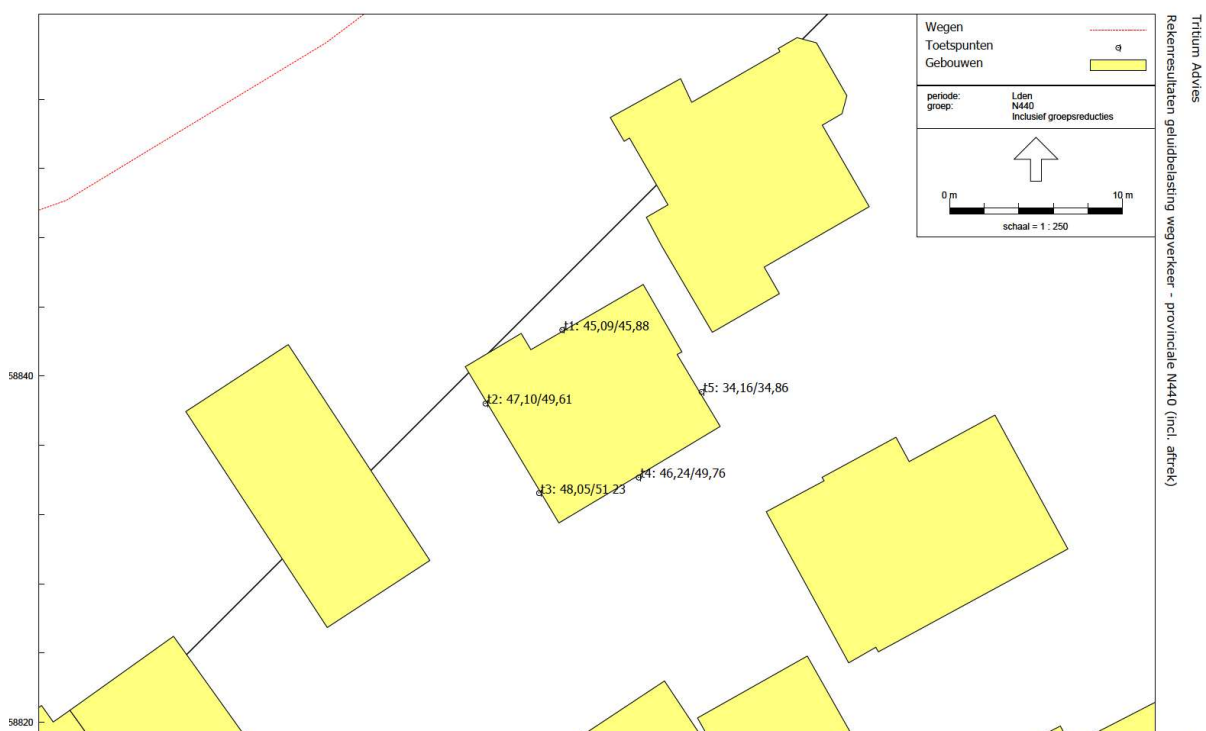 Wegen
Toetspunten
Gebouwen
periode: Lden
groep: N440
Inclusief groepsreducties
0 m 10 m
schaal = 1 : 250
Tritium Advies
Rekenresultaten geluidbelasting wegverkeer - provinciale N440 (incl. aftrek)
t1: 45,09/45,88
58840
t5: 34,16/34,86
t2: 47,10/49,61
t4: 46,24/49,76
t3: 48,05/51,23
58820